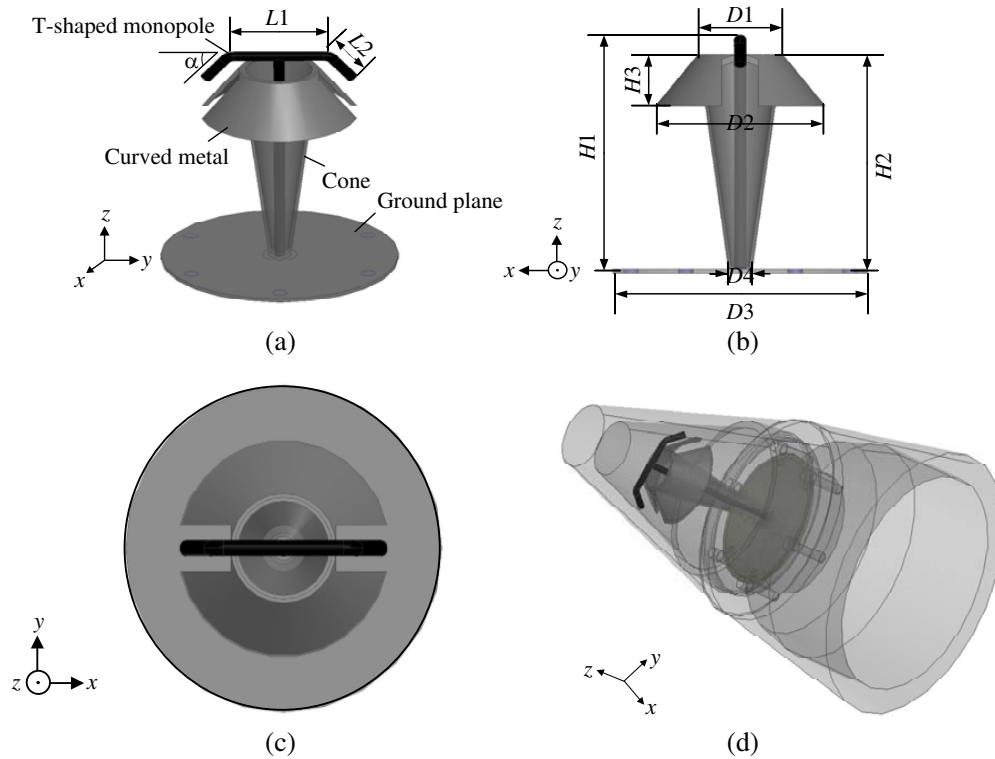 T-shaped monopole
L1
L2
α
Curved metal
Cone
Ground plane
z
x
y
(a)
D1
H3
D2
H1
H2
z
x
y
D4
D3
(b)
y
z
x
(c)
z
y
x
(d)